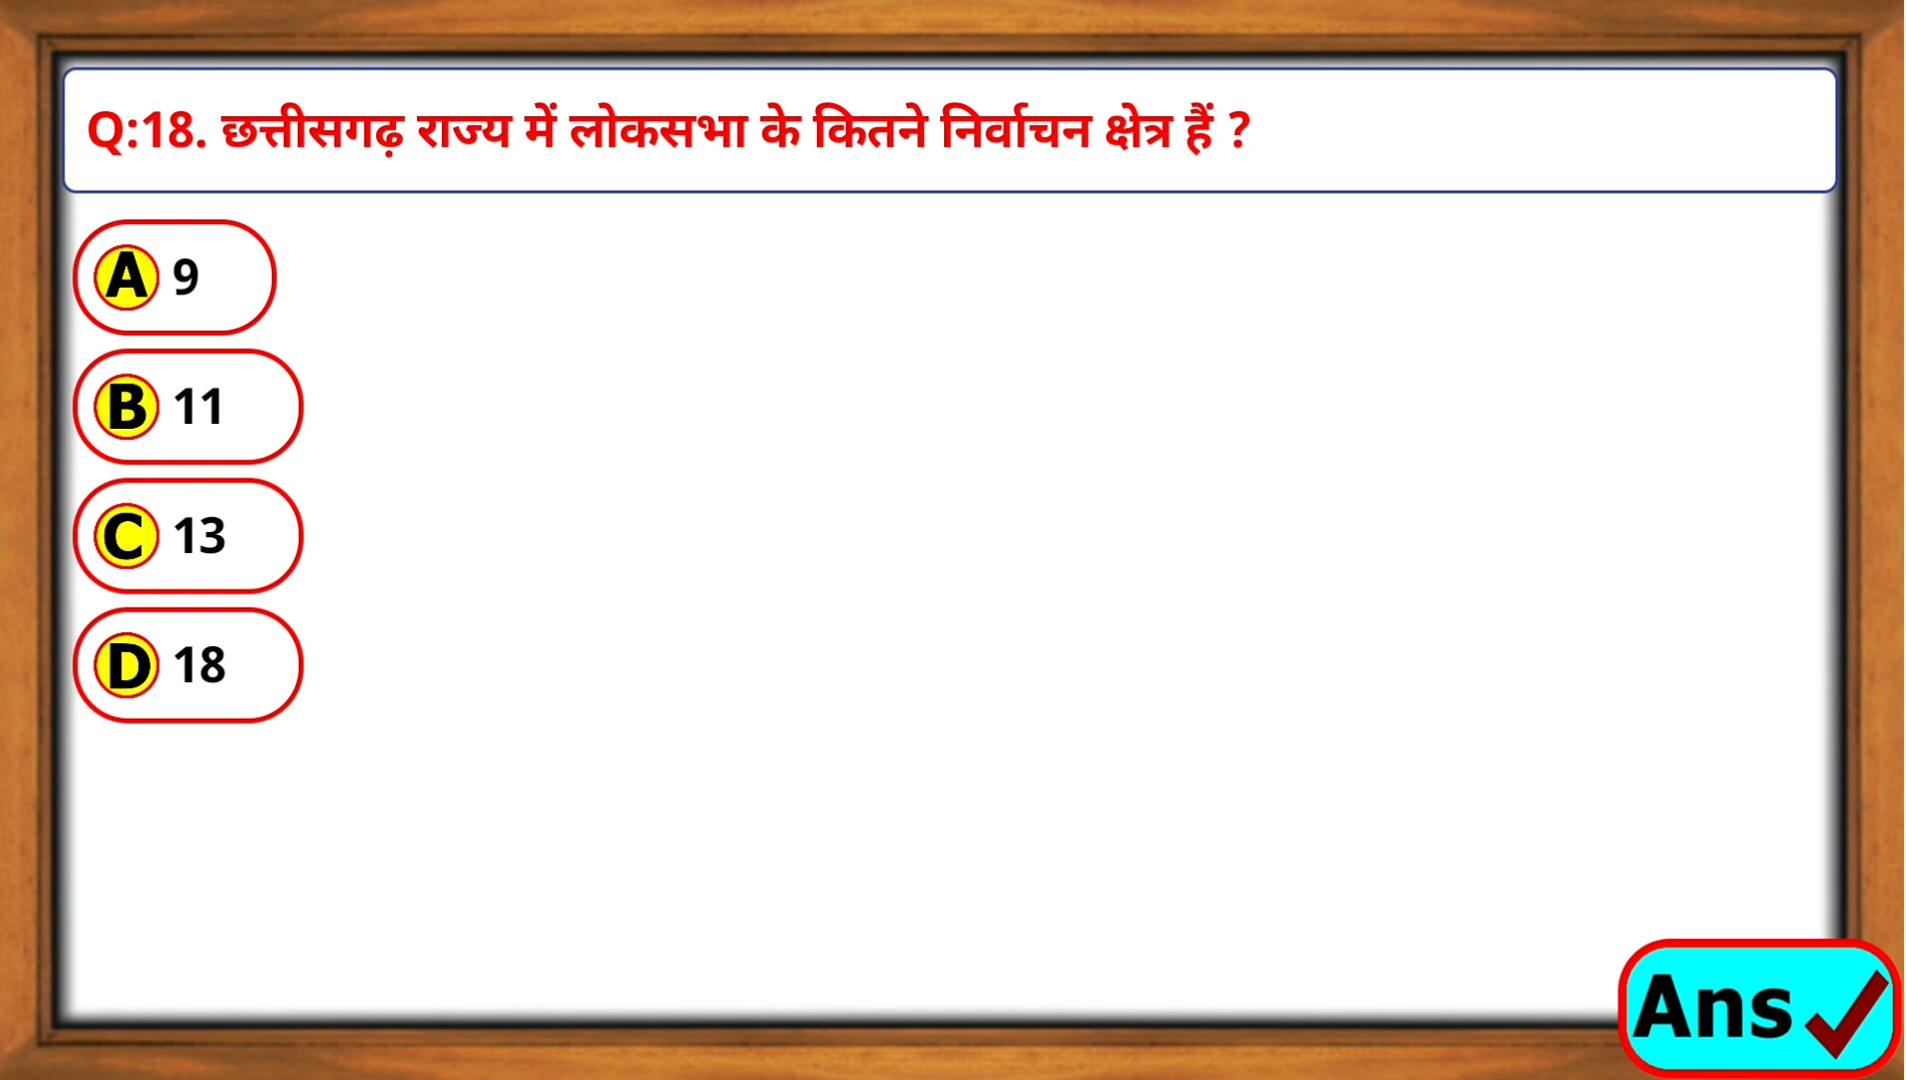 Q:18. छत्तीसगढ़ राज्य में लोकसभा के कितने निर्वाचन क्षेत्र हैं ?
A 9
B 11
C 13
D 18
Ans